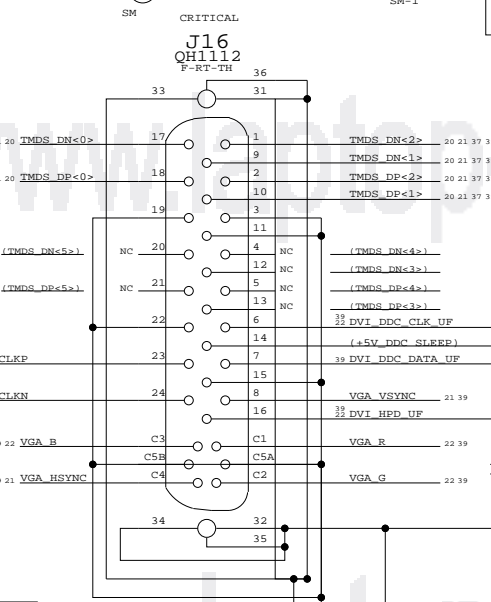 SM
SM-1
CRITICAL
J16
QH1112
F-RT-TH
36
33
31
20 TMDS_DN<0>
17
1
TMDS_DN<2>
20 21 37
9
TMDS_DN<1>
20 21 37
20 TMDS_DP<0>
18
2
TMDS_DP<2>
20 21 37
10
TMDS_DP<1>
20 21 37
19
3
11
(TMDS_DN<5>)
NC
20
4
NC
(TMDS_DN<4>)
12
NC
(TMDS_DN<3>)
(TMDS_DP<5>)
NC
21
5
NC
(TMDS_DP<4>)
13
NC
(TMDS_DP<3>)
22
6
39
22 DVI_DDC_CLK_UF
14
(+5V_DDC_SLEEP)
CLKP
23
7
39 DVI_DDC_DATA_UF
15
CLKN
24
8
VGA_VSYNC
21 39
16
39
22 DVI_HPD_UF
22 VGA_B
C3
C1
VGA_R
22 39
C5B
C5A
21 VGA_HSYNC
C4
C2
VGA_G
22 39
34
32
35
www.laptop